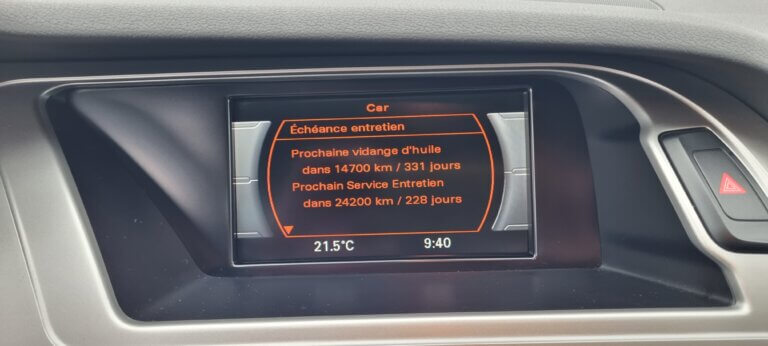 Car
Échéance entretien
Prochaine vidange d'huile
dans 14700 km / 331 jours
Prochain Service Entretien
dans 24200 km / 228 jours
21.5°C 9:40